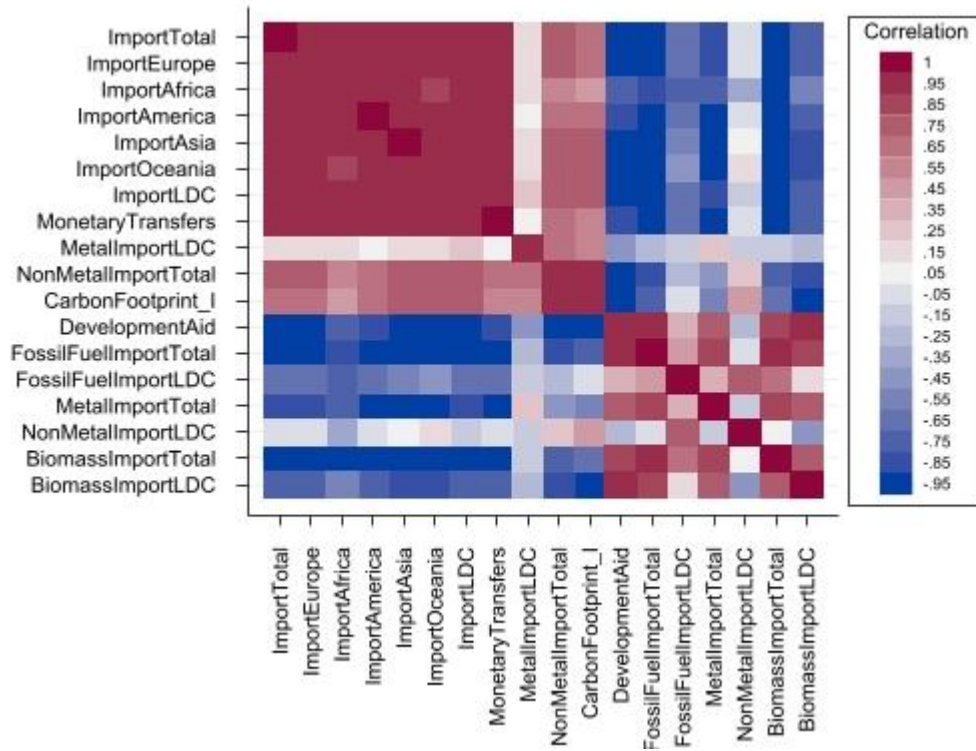 ImportTotal
ImportEurope
ImportAfrica
ImportAmerica
ImportAsia
ImportOceania
ImportLDC
MonetaryTransfers
MetalImportLDC
NonMetalImportTotal
CarbonFootprint_I
DevelopmentAid
FossilFuelImportTotal
FossilFuelImportLDC
MetalImportTotal
NonMetalImportLDC
BiomassImportTotal
BiomassImportLDC
ImportTotal
ImportEurope
ImportAfrica
ImportAmerica
ImportAsia
ImportOceania
ImportLDC
MonetaryTransfers
MetalImportLDC
NonMetalImportTotal
CarbonFootprint_I
DevelopmentAid
FossilFuelImportTotal
FossilFuelImportLDC
MetalImportTotal
NonMetalImportLDC
BiomassImportTotal
BiomassImportLDC
Correlation
1
.95
.85
.75
.65
.55
.45
.35
.25
.15
.05
-.05
-.15
-.25
-.35
-.45
-.55
-.65
-.75
-.85
-.95